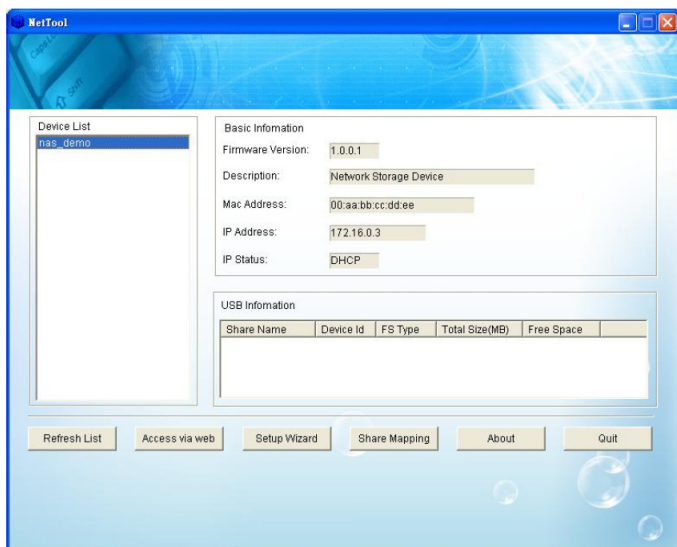 NetTool
Caps Lock
Shift
Device List
nas_demo
Basic Infomation
Firmware Version: 1.0.0.1
Description: Network Storage Device
Mac Address: 00:aa:bb:cc:dd:ee
IP Address: 172.16.0.3
IP Status: DHCP
USB Infomation
Share Name Device Id FS Type Total Size(MB) Free Space
Refresh List Access via web Setup Wizard Share Mapping About Quit